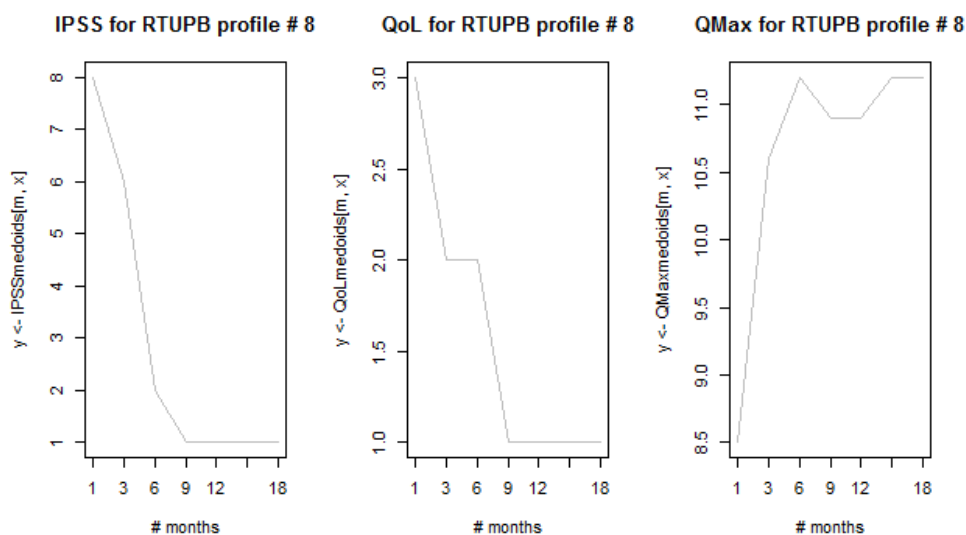 IPSS for RTUPB profile # 8
y <- IPSSmedoids[m, x]
8
7
6
5
4
3
2
1
1 3 6 9 12 18
# months
QoL for RTUPB profile # 8
y <- QoLmedoids[m, x]
3.0
2.5
2.0
1.5
1.0
1 3 6 9 12 18
# months
QMax for RTUPB profile # 8
y <- QMaxmedoids[m, x]
11.0
10.5
10.0
9.5
9.0
8.5
1 3 6 9 12 18
# months